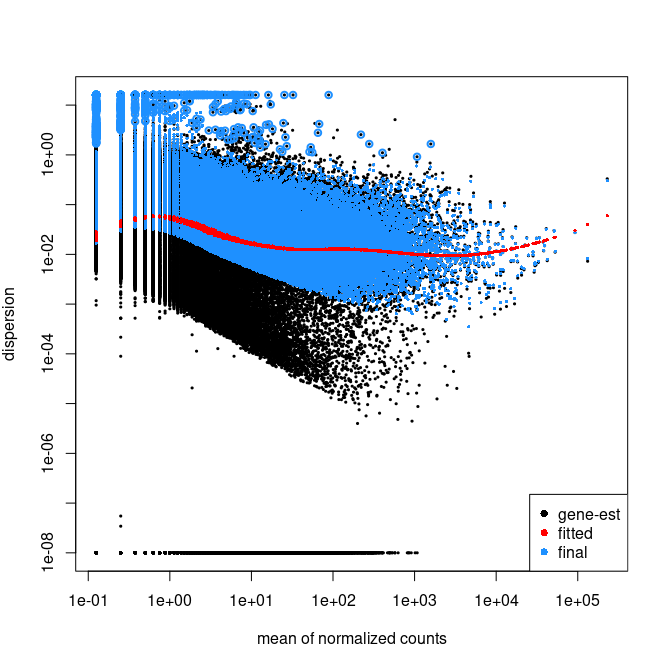 dispersion
1e+00
1e-02
1e-04
1e-06
1e-08
gene-est
fitted
final
1e-01 1e+00 1e+01 1e+02 1e+03 1e+04 1e+05
mean of normalized counts